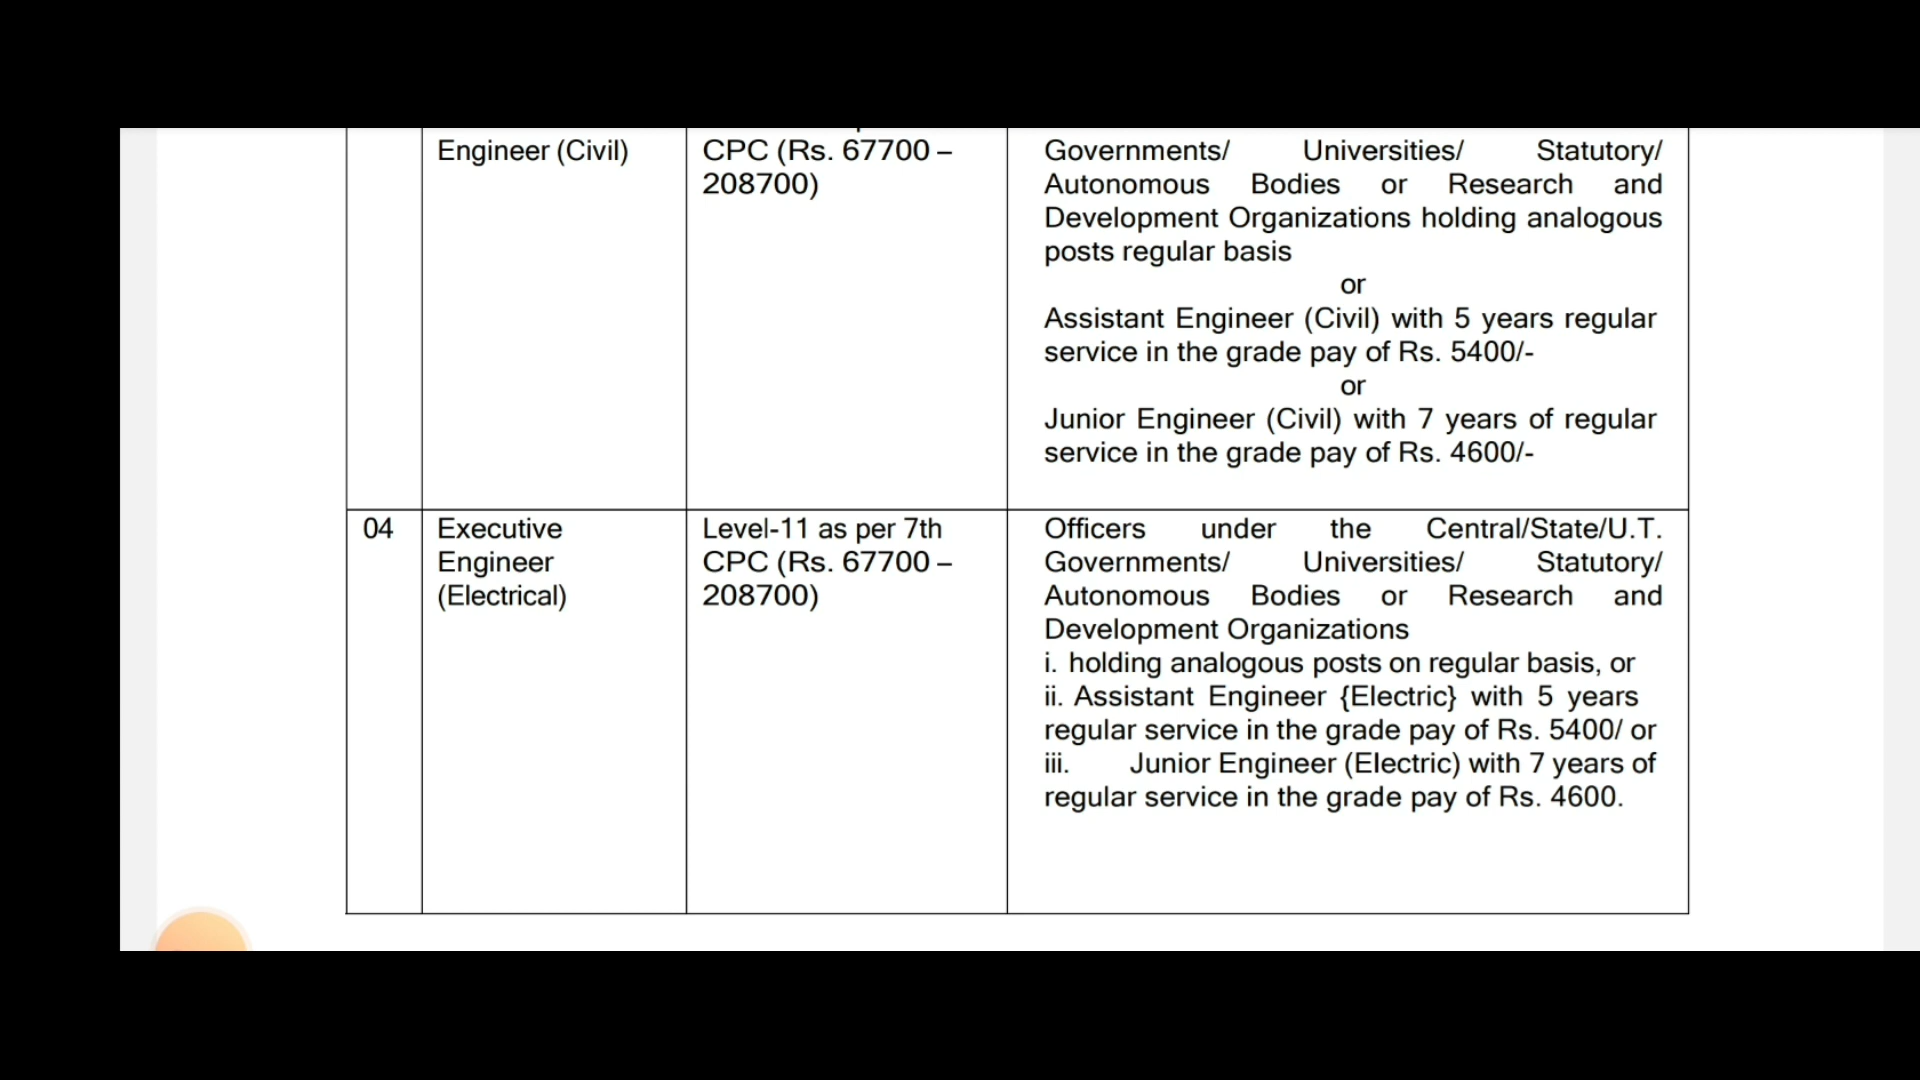 Engineer (Civil)
CPC (Rs. 67700 –
208700)
Governments/ Universities/ Statutory/
Autonomous Bodies or Research and
Development Organizations holding analogous
posts regular basis
or
Assistant Engineer (Civil) with 5 years regular
service in the grade pay of Rs. 5400/-
or
Junior Engineer (Civil) with 7 years of regular
service in the grade pay of Rs. 4600/-
04
Executive
Engineer
(Electrical)
Level-11 as per 7th
CPC (Rs. 67700 –
208700)
Officers under the Central/State/U.T.
Governments/ Universities/ Statutory/
Autonomous Bodies or Research and
Development Organizations
i. holding analogous posts on regular basis, or
ii. Assistant Engineer {Electric} with 5 years
regular service in the grade pay of Rs. 5400/ or
iii. Junior Engineer (Electric) with 7 years of
regular service in the grade pay of Rs. 4600.